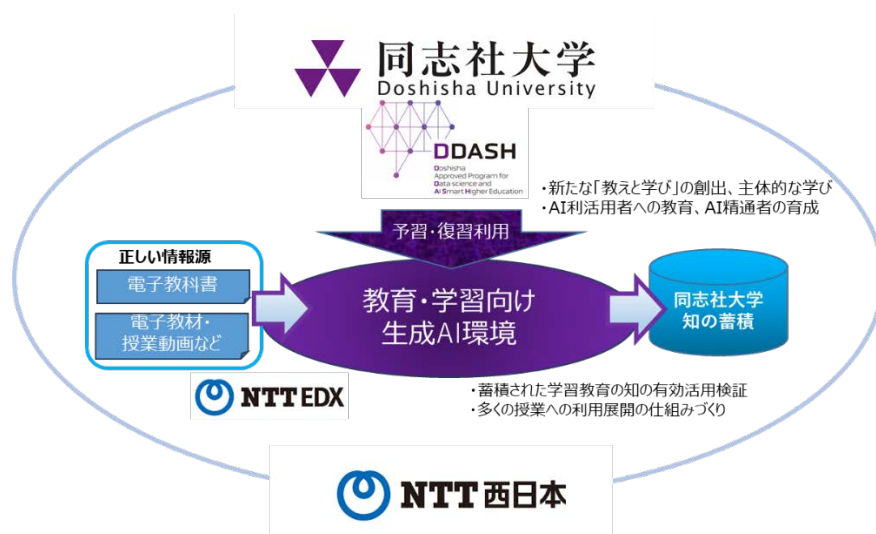 同志社大学
Doshisha University
DDASH
Doshisha
Approved Program for
Data science and
AI Smart Higher Education
・新たな「教えと学び」の創出、主体的な学び
・AI利活用者への教育、AI精通者の育成
予習・復習利用
正しい情報源
電子教科書
電子教材・
授業動画など
教育・学習向け
生成AI環境
同志社大学
知の蓄積
NTT EDX
・蓄積された学習教育の知の有効活用検証
・多くの授業への利用展開の仕組みづくり
NTT西日本